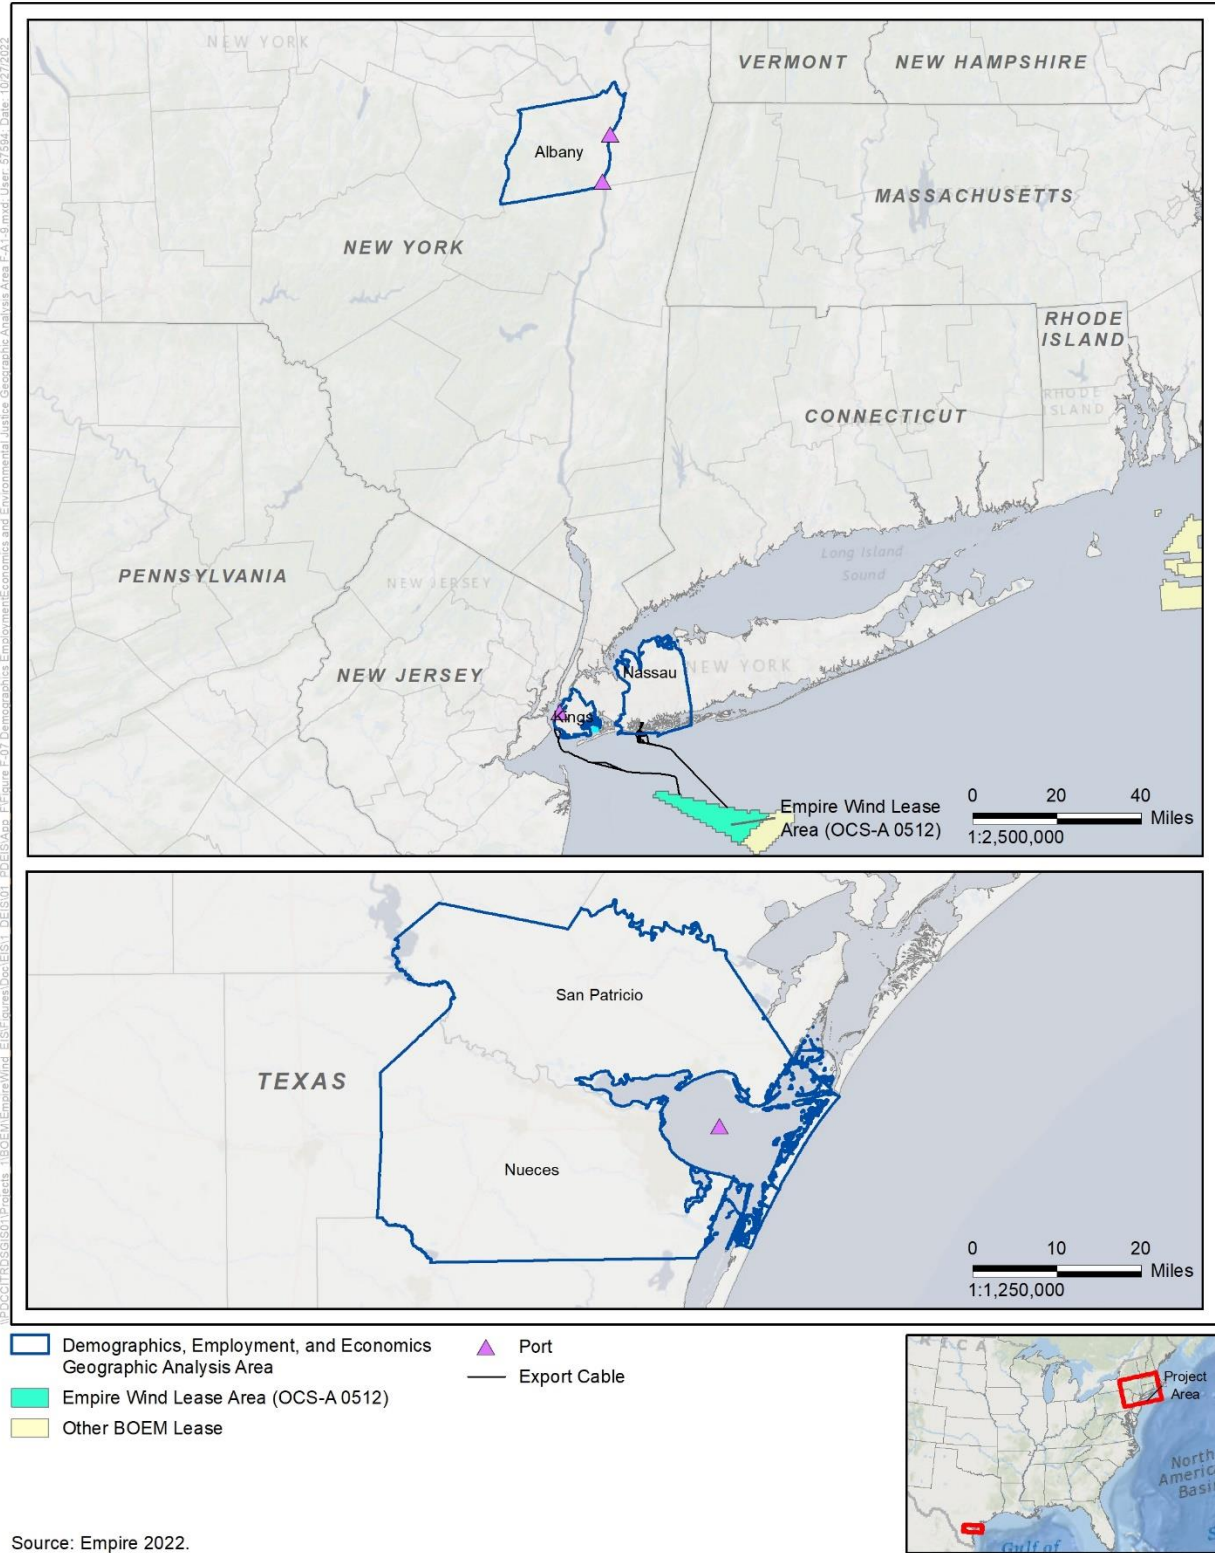 NEW YORK
VERMONT
NEW HAMPSHIRE
Albany
MASSACHUSETTS
NEW YORK
RHODE
ISLAND
RHODE
ISLAND
CONNECTICUT
Long Island
Sound
PENNSYLVANIA
NEW JERSEY
NEW JERSEY
Nassau
NEW YORK
Kings
Empire Wind Lease
Area (OCS-A 0512)
0 20 40
Miles
1:2,500,000
San Patricio
TEXAS
Nueces
0 10 20
Miles
1:1,250,000
Demographics, Employment, and Economics
Geographic Analysis Area
Empire Wind Lease Area (OCS-A 0512)
Other BOEM Lease
Port
Export Cable
R I C A
Project
Area
North
Americ
Basin
Gulf of
S
Source: Empire 2022.